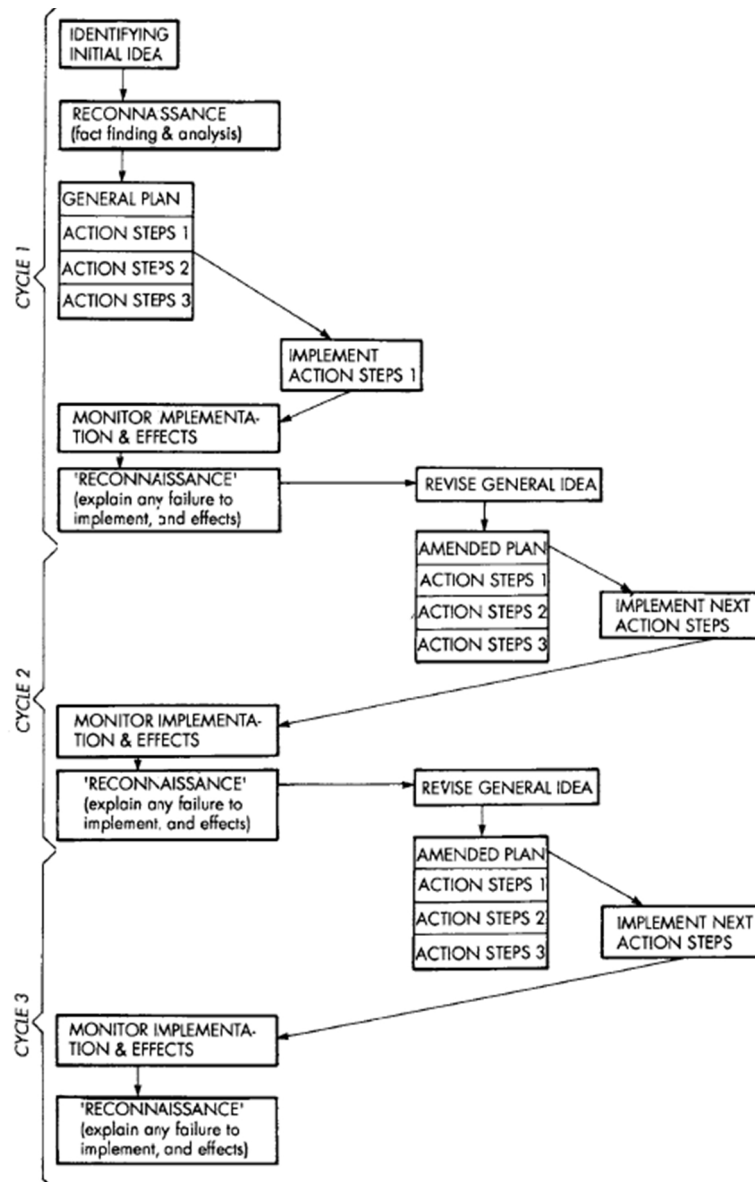 IDENTIFYING
INITIAL IDEA
RECONNASSANCE
(fact finding & analysis)
GENERAL PLAN
ACTION STEPS 1
ACTION STEPS 2
ACTION STEPS 3
CYCLE 1
IMPLEMENT
ACTION STEPS 1
MONITOR IMPLEMENTA-
TION & EFFECTS
'RECONNAISSANCE'
(explain any failure to
implement, and effects)
REVISE GENERAL IDEA
AMENDED PLAN
ACTION STEPS 1
ACTION STEPS 2
ACTION STEPS 3
IMPLEMENT NEXT
ACTION STEPS
CYCLE 2
MONITOR IMPLEMENTA-
TION & EFFECTS
'RECONNAISSANCE'
(explain any failure to
implement, and effects)
REVISE GENERAL IDEA
AMENDED PLAN
ACTION STEPS 1
ACTION STEPS 2
ACTION STEPS 3
IMPLEMENT NEXT
ACTION STEPS
CYCLE 3
MONITOR IMPLEMENTA-
TION & EFFECTS
'RECONNAISSANCE'
(explain any failure to
implement, and effects)